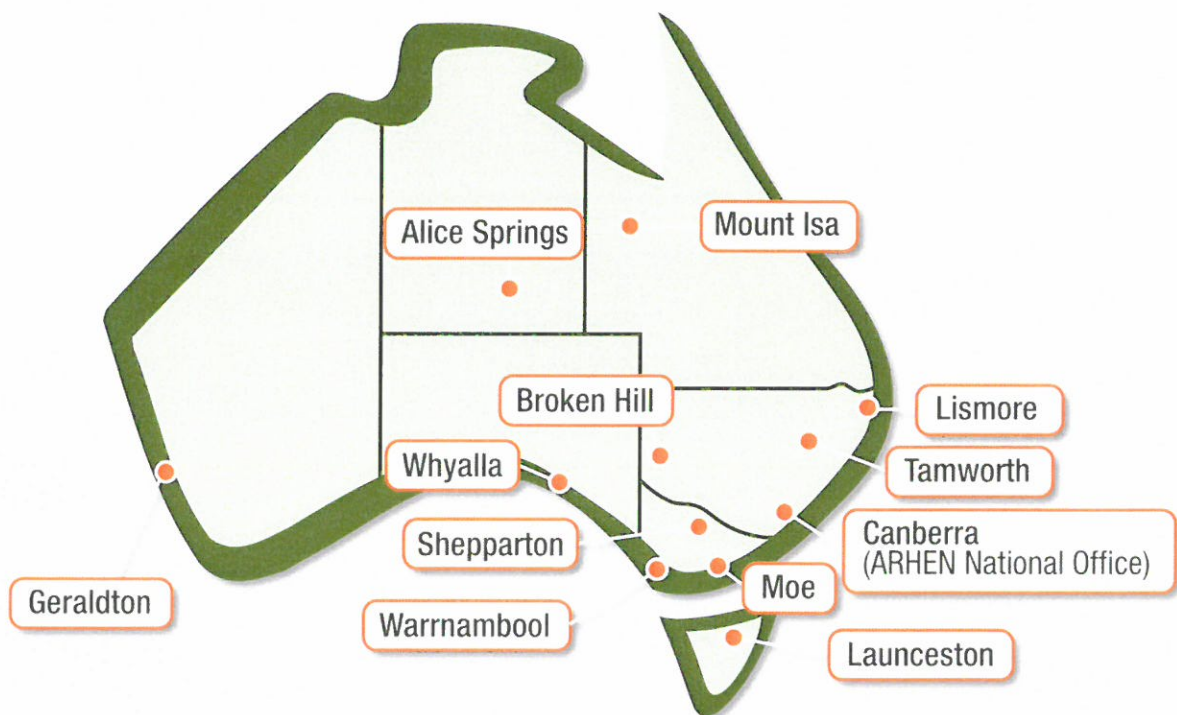 Alice Springs
Mount Isa
Broken Hill
Lismore
Whyalla
Tamworth
Shepparton
Canberra
(ARHEN National Office)
Geraldton
Moe
Warrnambool
Launceston